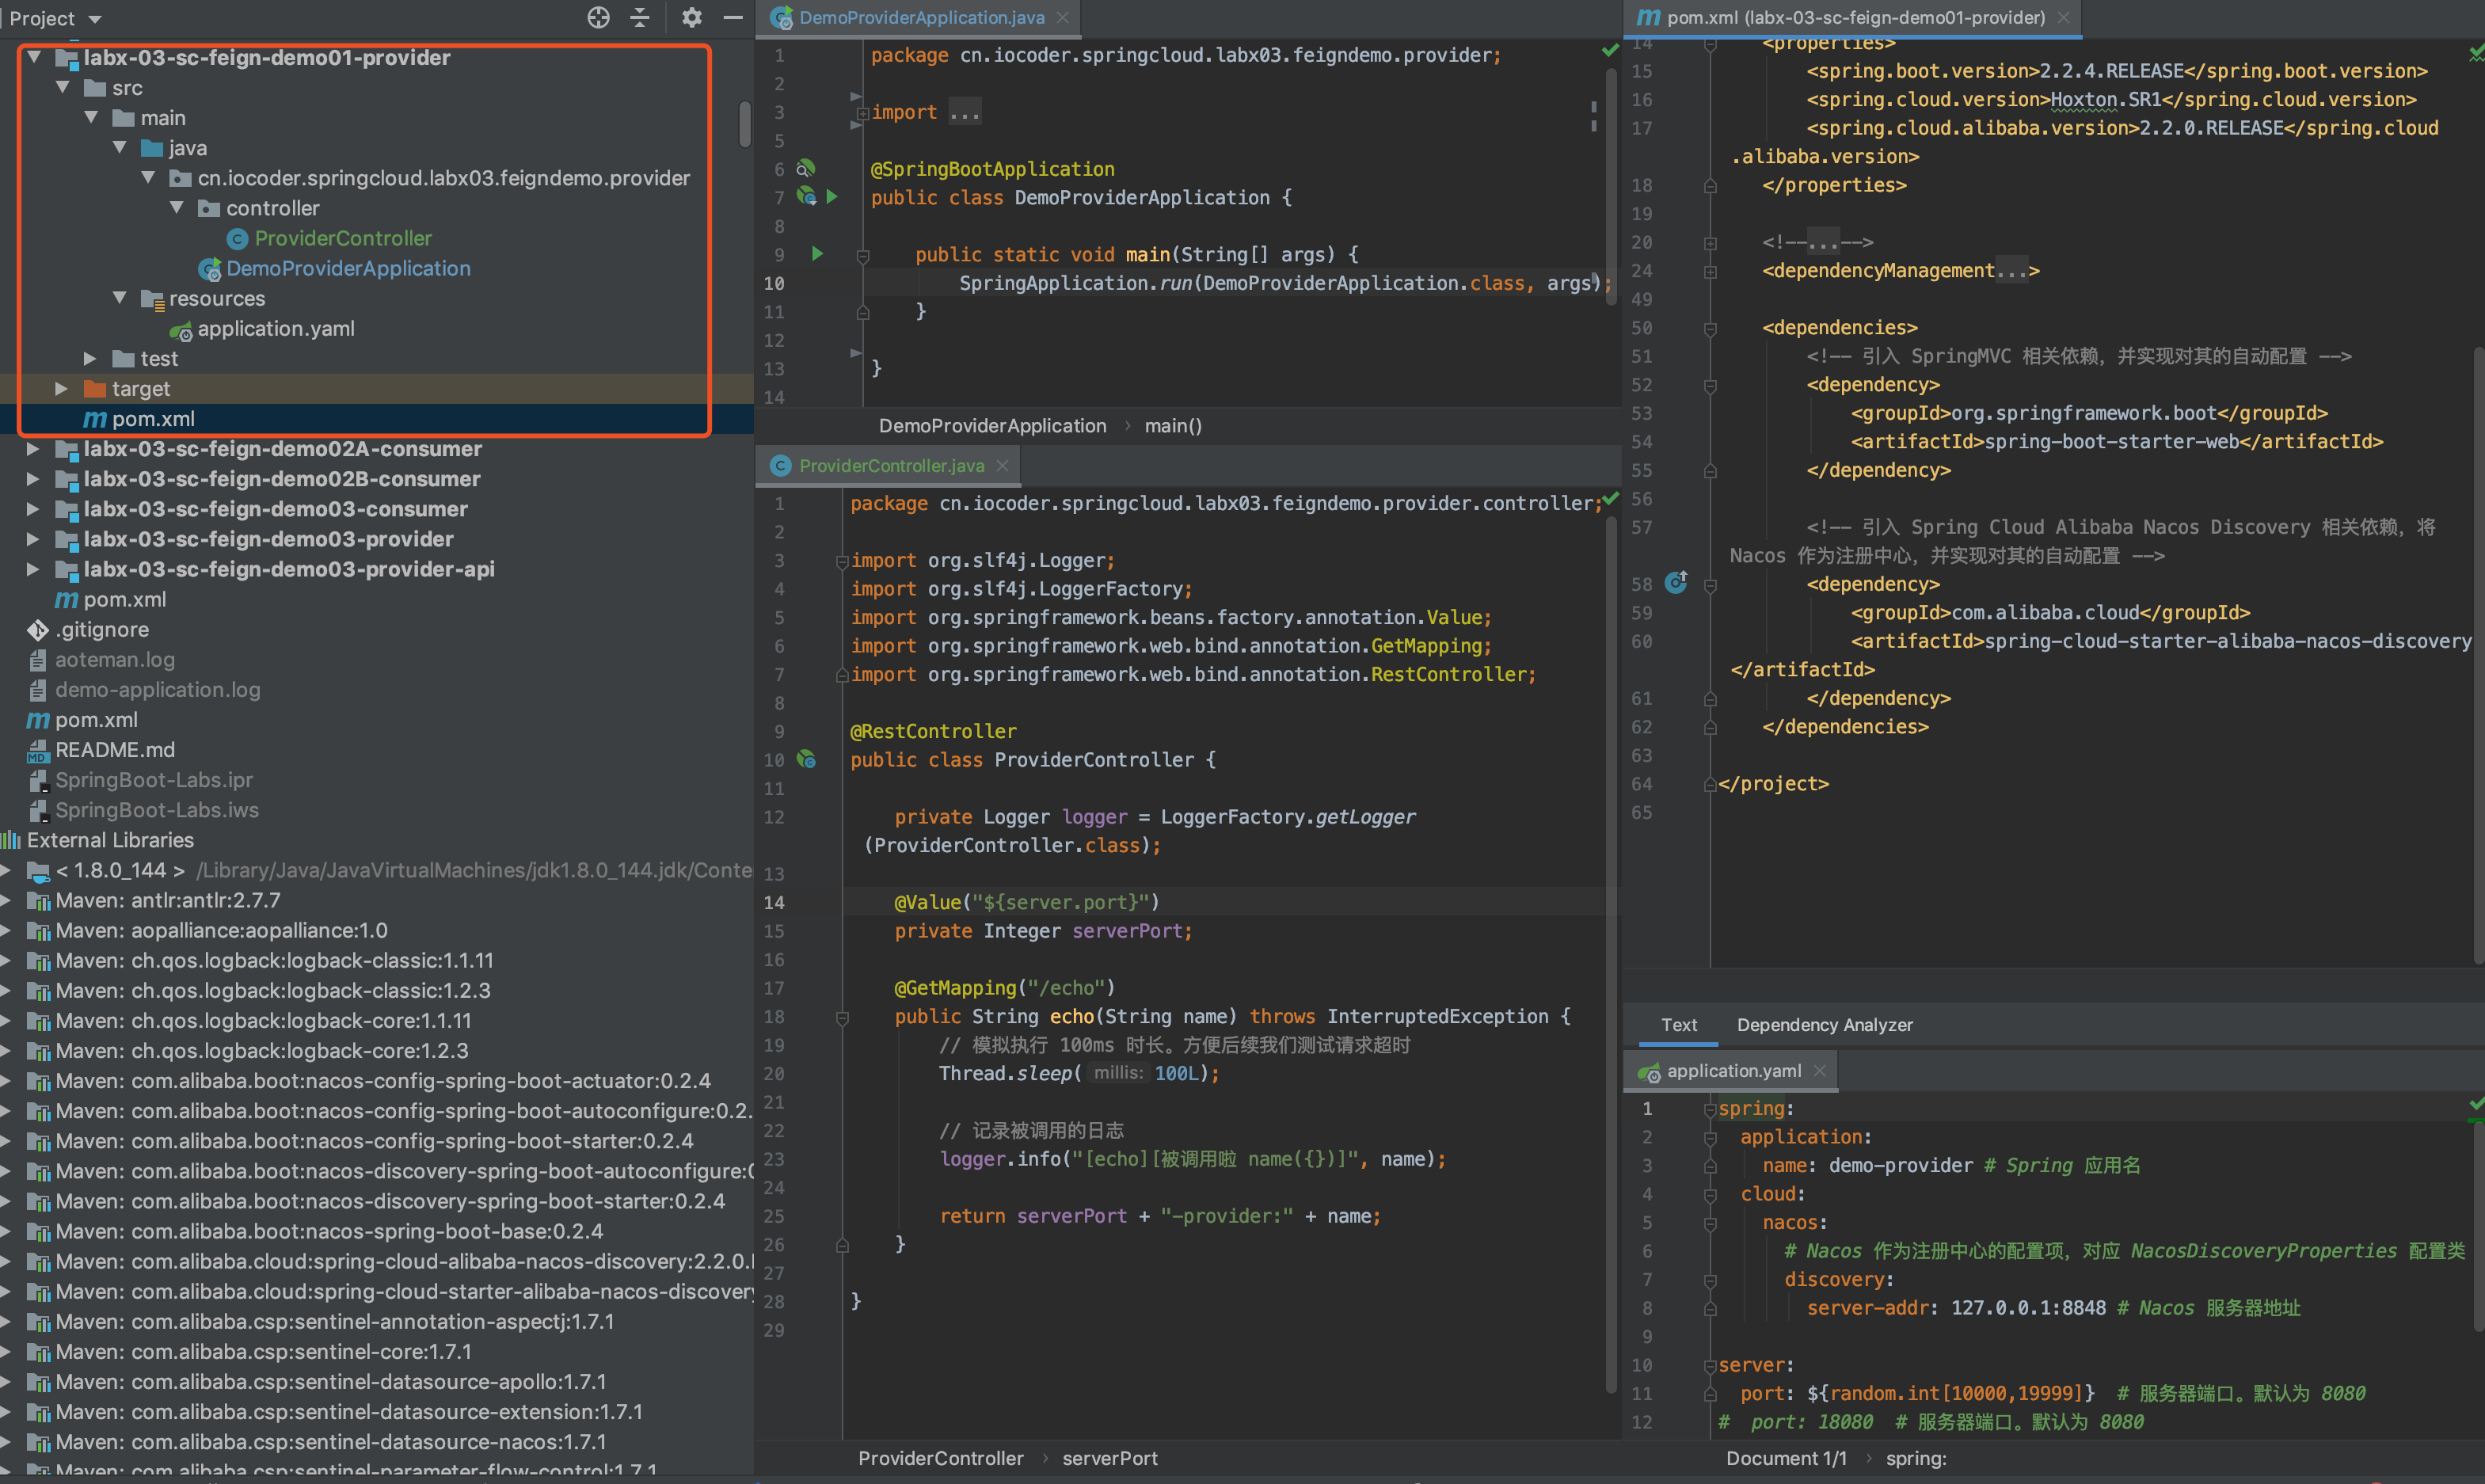 Project
labx-03-sc-feign-demo01-provider
src
main
java
cn.iocoder.springcloud.labx03.feigndemo.provider
controller
ProviderController
DemoProviderApplication
resources
application.yaml
test
target
pom.xml
labx-03-sc-feign-demo02A-consumer
labx-03-sc-feign-demo02B-consumer
labx-03-sc-feign-demo03-consumer
labx-03-sc-feign-demo03-provider
labx-03-sc-feign-demo03-provider-api
pom.xml
.gitignore
aoteman.log
demo-application.log
pom.xml
README.md
SpringBoot-Labs.ipr
SpringBoot-Labs.iws
External Libraries
< 1.8.0_144 > /Library/Java/JavaVirtualMachines/jdk1.8.0_144.jdk/Conte
Maven: antlr:antlr:2.7.7
Maven: aopalliance:aopalliance:1.0
Maven: ch.qos.logback:logback-classic:1.1.11
Maven: ch.qos.logback:logback-classic:1.2.3
Maven: ch.qos.logback:logback-core:1.1.11
Maven: ch.qos.logback:logback-core:1.2.3
Maven: com.alibaba.boot:nacos-config-spring-boot-actuator:0.2.4
Maven: com.alibaba.boot:nacos-config-spring-boot-autoconfigure:0.2.
Maven: com.alibaba.boot:nacos-config-spring-boot-starter:0.2.4
Maven: com.alibaba.boot:nacos-discovery-spring-boot-autoconfigure:0
Maven: com.alibaba.boot:nacos-discovery-spring-boot-starter:0.2.4
Maven: com.alibaba.boot:nacos-spring-boot-base:0.2.4
Maven: com.alibaba.cloud:spring-cloud-alibaba-nacos-discovery:2.2.0.
Maven: com.alibaba.cloud:spring-cloud-starter-alibaba-nacos-discovery
Maven: com.alibaba.csp:sentinel-annotation-aspectj:1.7.1
Maven: com.alibaba.csp:sentinel-core:1.7.1
Maven: com.alibaba.csp:sentinel-datasource-apollo:1.7.1
Maven: com.alibaba.csp:sentinel-datasource-extension:1.7.1
Maven: com.alibaba.csp:sentinel-datasource-nacos:1.7.1
Maven: com.alibaba.csp:sentinel-parameter-flow-control:1.7.1
DemoProviderApplication.java
1 package cn.iocoder.springcloud.labx03.feigndemo.provider;
2
3 import ...
5
6 @SpringBootApplication
7 public class DemoProviderApplication {
8
9 public static void main(String[] args) {
10 SpringApplication.run(DemoProviderApplication.class, args);
11 }
12
13 }
14
DemoProviderApplication › main()
ProviderController.java
1 package cn.iocoder.springcloud.labx03.feigndemo.provider.controller;
2
3 import org.slf4j.Logger;
4 import org.slf4j.LoggerFactory;
5 import org.springframework.beans.factory.annotation.Value;
6 import org.springframework.web.bind.annotation.GetMapping;
7 import org.springframework.web.bind.annotation.RestController;
8
9 @RestController
10 public class ProviderController {
11
12 private Logger logger = LoggerFactory.getLogger
(ProviderController.class);
13
14 @Value("${server.port}")
15 private Integer serverPort;
16
17 @GetMapping("/echo")
18 public String echo(String name) throws InterruptedException {
19 // 模拟执行 100ms 时长。方便后续我们测试请求超时
20 Thread.sleep( millis: 100L);
21
22 // 记录被调用的日志
23 logger.info("[echo][被调用啦 name({})]", name);
24
25 return serverPort + "-provider:" + name;
26 }
27
28 }
29
ProviderController › serverPort
pom.xml (labx-03-sc-feign-demo01-provider)
14 <properties>
15 <spring.boot.version>2.2.4.RELEASE</spring.boot.version>
16 <spring.cloud.version>Hoxton.SR1</spring.cloud.version>
17 <spring.cloud.alibaba.version>2.2.0.RELEASE</spring.cloud
.alibaba.version>
18 </properties>
19
20 <!--...-->
24 <dependencyManagement...>
49
50 <dependencies>
51 <!-- 引入 SpringMVC 相关依赖，并实现对其的自动配置 -->
52 <dependency>
53 <groupId>org.springframework.boot</groupId>
54 <artifactId>spring-boot-starter-web</artifactId>
55 </dependency>
56
57 <!-- 引入 Spring Cloud Alibaba Nacos Discovery 相关依赖，将
Nacos 作为注册中心，并实现对其的自动配置 -->
58 <dependency>
59 <groupId>com.alibaba.cloud</groupId>
60 <artifactId>spring-cloud-starter-alibaba-nacos-discovery
</artifactId>
61 </dependency>
62 </dependencies>
63
64 </project>
65
Text Dependency Analyzer
application.yaml
1 spring:
2 application:
3 name: demo-provider # Spring 应用名
4 cloud:
5 nacos:
6 # Nacos 作为注册中心的配置项，对应 NacosDiscoveryProperties 配置类
7 discovery:
8 server-addr: 127.0.0.1:8848 # Nacos 服务器地址
9
10 server:
11 port: ${random.int[10000,19999]} # 服务器端口。默认为 8080
12 # port: 18080 # 服务器端口。默认为 8080
Document 1/1 › spring: